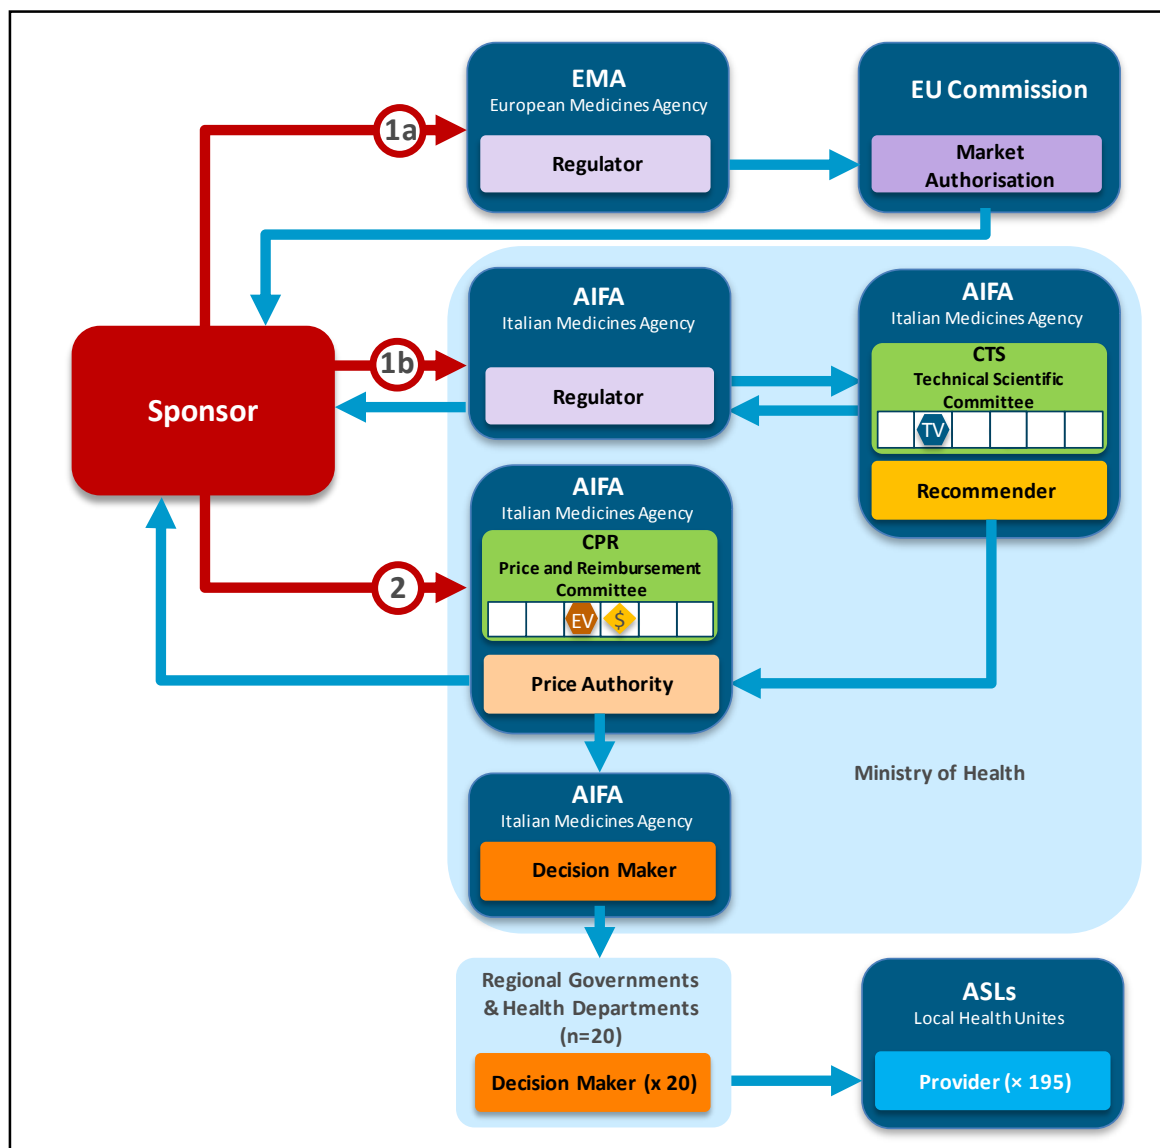 EMA
European Medicines Agency
Regulator
EU Commission
Market
Authorisation
1a
AIFA
Italian Medicines Agency
Regulator
AIFA
Italian Medicines Agency
CTS
Technical Scientific
Committee
TV
Recommender
1b
Sponsor
AIFA
Italian Medicines Agency
CPR
Price and Reimbursement
Committee
EV
$
Price Authority
2
Ministry of Health
AIFA
Italian Medicines Agency
Decision Maker
Regional Governments
& Health Departments
(n=20)
Decision Maker (x 20)
ASLs
Local Health Unites
Provider (× 195)